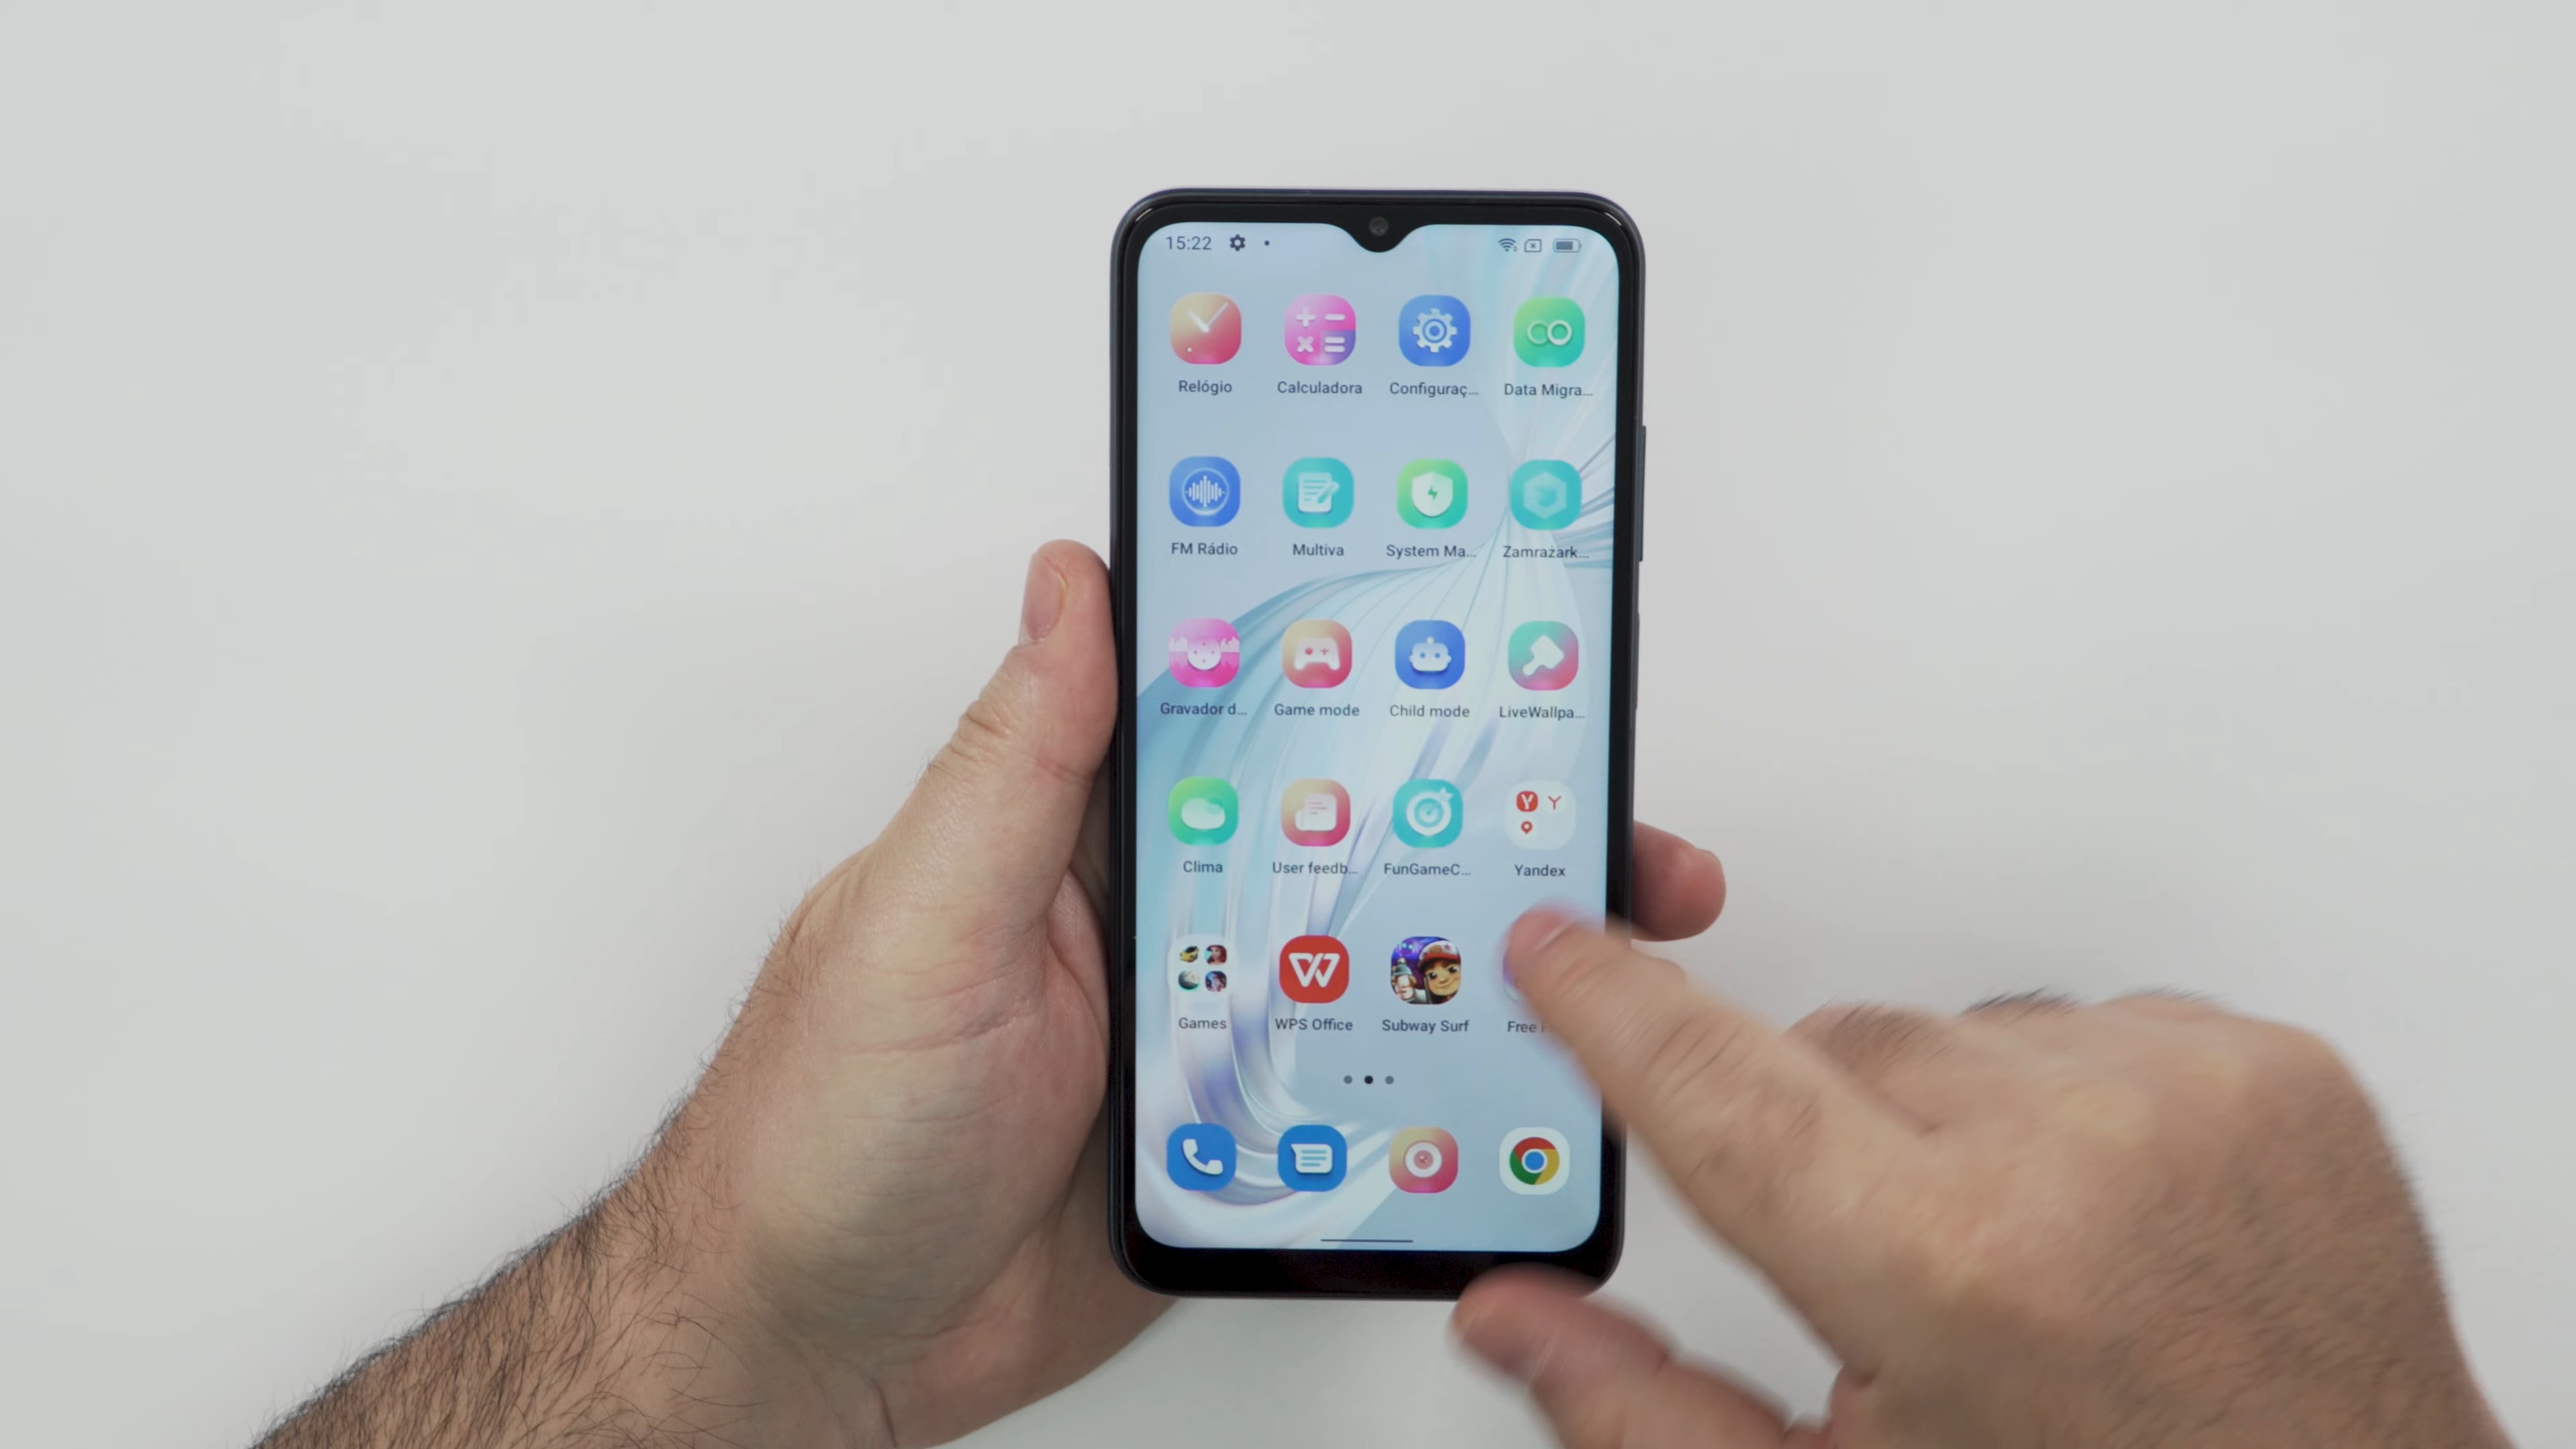 15:22
Relógio Calculadora Configuraç... Data Migra...
FM Rádio Multiva System Ma... Zamrażark...
Gravador d... Game mode Child mode LiveWallpa...
Clima User feedb... FunGameC... Yandex
Games WPS Office Subway Surf Free